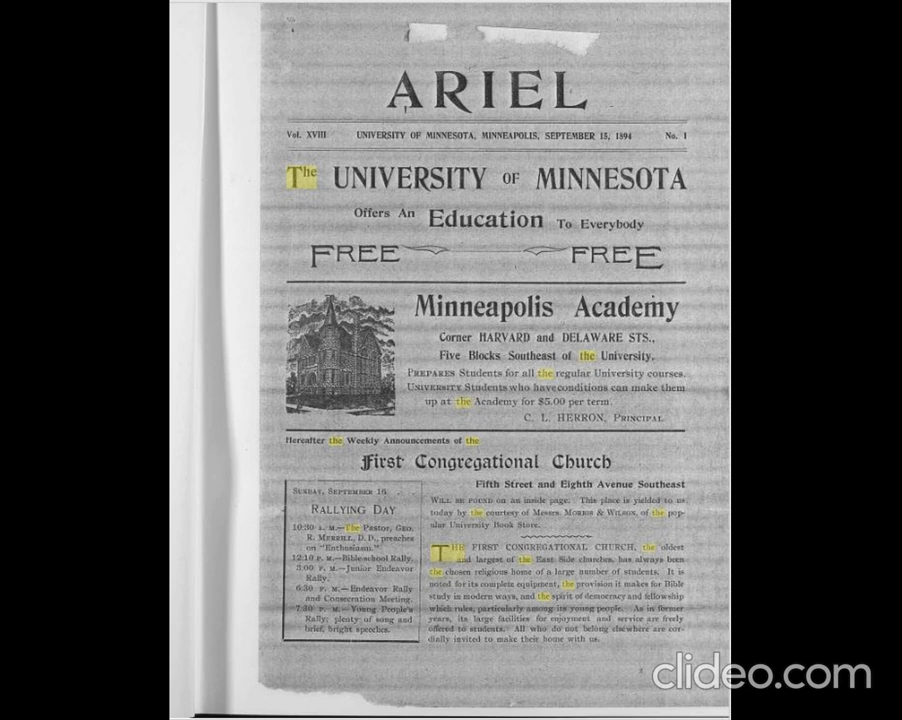 ARIEL
Vol. XVIII UNIVERSITY OF MINNESOTA, MINNEAPOLIS, SEPTEMBER 15, 1894 No. 1
The UNIVERSITY OF MINNESOTA
Offers An Education To Everybody
FREE FREE
Minneapolis Academy
Corner HARVARD and DELAWARE STS.,
Five Blocks Southeast of the University.
PREPARES Students for all the regular University courses.
UNIVERSITY Students who have conditions can make them
up at the Academy for $5.00 per term.
C. L. HERRON, PRINCIPAL
Hereafter the Weekly Announcements of the
First Congregational Church
Fifth Street and Eighth Avenue Southeast
WILL BE FOUND on an inside page. This place is yielded to us
today by the courtesy of Messrs. MORRIS & WILSON, of the pop-
ular University Book Store.
THE FIRST CONGREGATIONAL CHURCH, the oldest
and largest of the East Side churches, has always been
the chosen religious home of a large number of students. It is
noted for its complete equipment, the provision it makes for Bible
study in modern ways, and the spirit of democracy and fellowship
which rules, particularly among its young people. As in former
years, its large facilities for enjoyment and service are freely
offered to students. All who do not belong elsewhere are cor-
dially invited to make their home with us.
SUNDAY, SEPTEMBER 16
RALLYING DAY
10:30 A. M.—The Pastor, GEO.
R. MERRILL, D. D., preaches
on "Enthusiasm."
12:10 P. M.—Bible school Rally.
3:00 P. M.—Junior Endeavor
Rally.
6:30 P. M.—Endeavor Rally
and Consecration Meeting.
7:30 P. M.—Young People's
Rally; plenty of song and
brief, bright speeches.
clideo.com